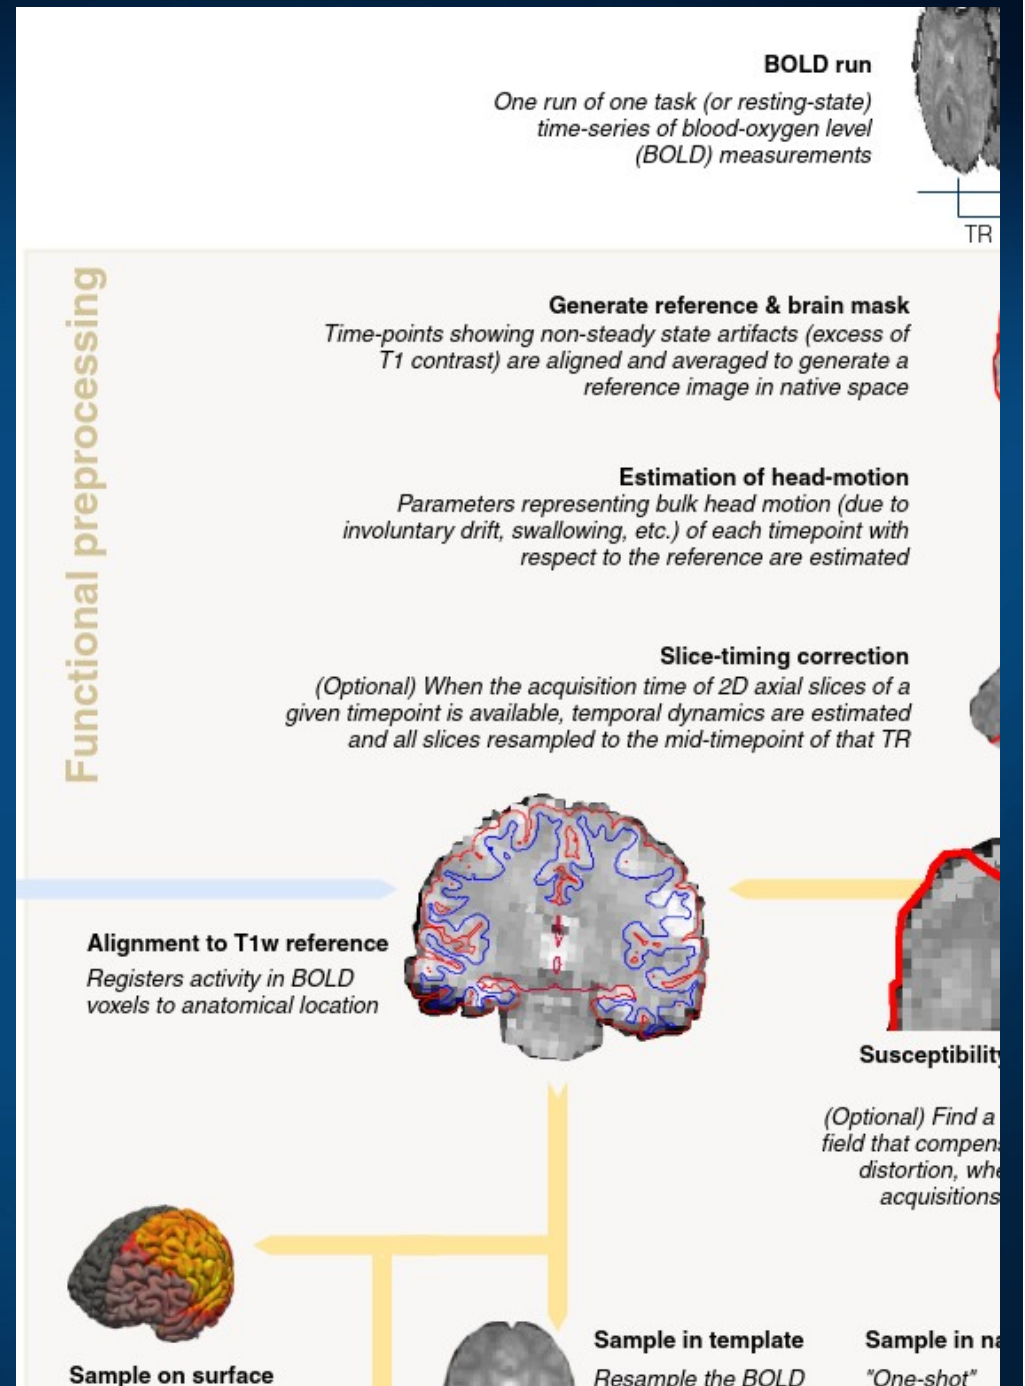 BOLD run
One run of one task (or resting-state)
time-series of blood-oxygen level
(BOLD) measurements
TR
Functional preprocessing
Generate reference & brain mask
Time-points showing non-steady state artifacts (excess of
T1 contrast) are aligned and averaged to generate a
reference image in native space
Estimation of head-motion
Parameters representing bulk head motion (due to
involuntary drift, swallowing, etc.) of each timepoint with
respect to the reference are estimated
Slice-timing correction
(Optional) When the acquisition time of 2D axial slices of a
given timepoint is available, temporal dynamics are estimated
and all slices resampled to the mid-timepoint of that TR
Alignment to T1w reference
Registers activity in BOLD
voxels to anatomical location
Susceptibility
(Optional) Find a
field that compens
distortion, whe
acquisitions
Sample on surface
Sample in template
Resample the BOLD
Sample in na
"One-shot"